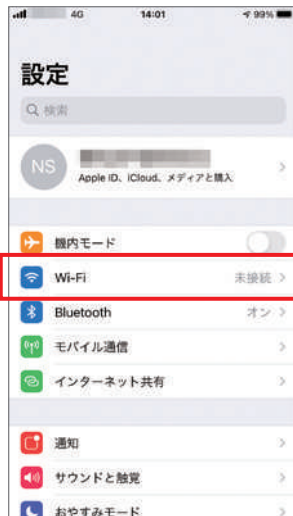 4G 14:01 99%
設定
検索
NS
Apple ID、iCloud、メディアと購入
機内モード
Wi-Fi 未接続
Bluetooth オン
モバイル通信
インターネット共有
通知
サウンドと触覚
おやすみモード